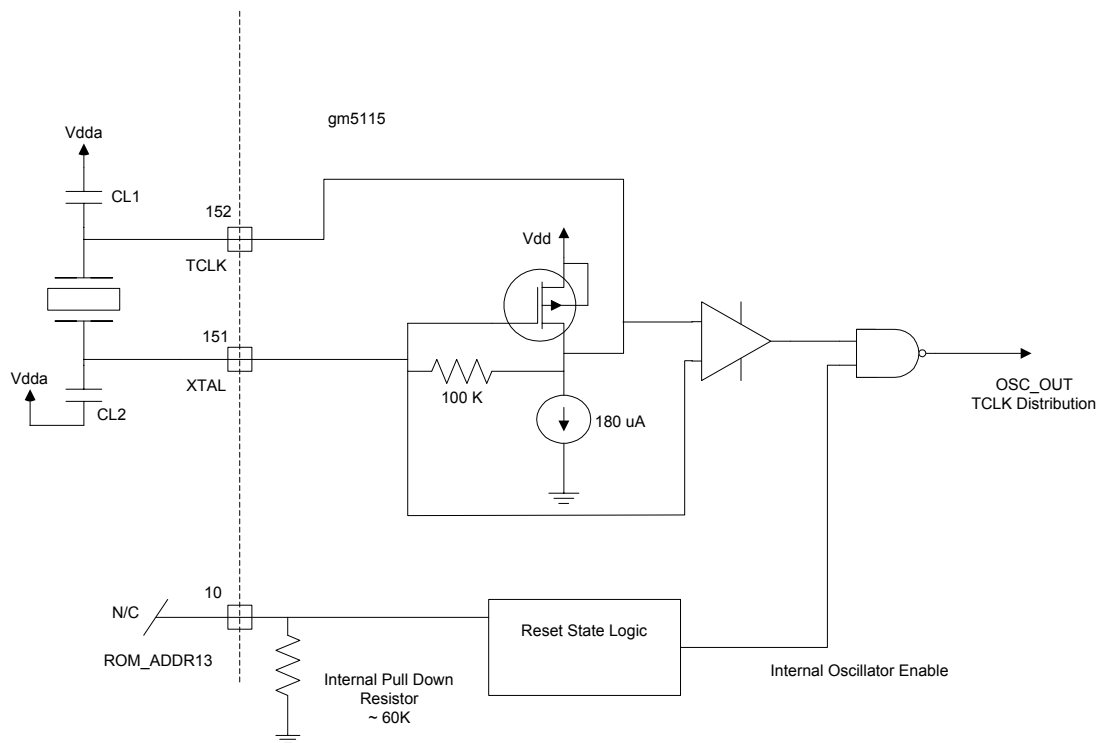 gm5115
Vdda
CL1
152
TCLK
Vdd
151
XTAL
Vdda
CL2
100 K
180 uA
OSC_OUT
TCLK Distribution
10
N/C
ROM_ADDR13
Internal Pull Down
Resistor
~ 60K
Reset State Logic
Internal Oscillator Enable